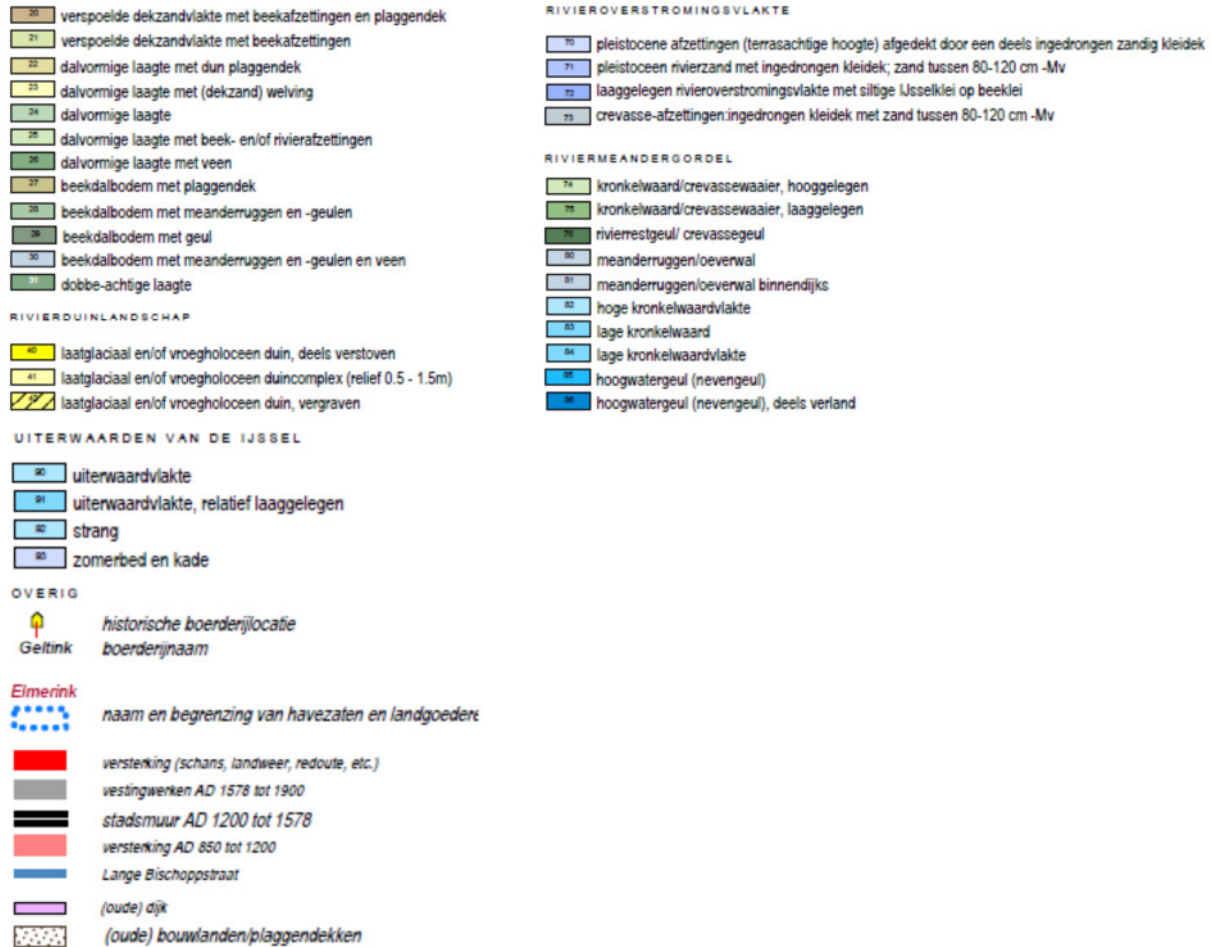 20 verspoelde dekzandvlakte met beekafzettingen en plaggendek
21 verspoelde dekzandvlakte met beekafzettingen
22 dalvormige laagte met dun plaggendek
23 dalvormige laagte met (dekzand) welving
24 dalvormige laagte
25 dalvormige laagte met beek- en/of rivierafzettingen
26 dalvormige laagte met veen
27 beekdalbodem met plaggendek
28 beekdalbodem met meanderruggen en -geulen
29 beekdalbodem met geul
30 beekdalbodem met meanderruggen en -geulen en veen
31 dobbe-achtige laagte
RIVIERDUINLANDSCHAP
40 laatglaciaal en/of vroegholoceen duin, deels verstoven
41 laatglaciaal en/of vroegholoceen duincomplex (relief 0.5 - 1.5m)
42 laatglaciaal en/of vroegholoceen duin, vergraven
UITERWAARDEN VAN DE IJSSEL
90 uiterwaardvlakte
91 uiterwaardvlakte, relatief laaggelegen
92 strang
93 zomerbed en kade
OVERIG
historische boerderijlocatie
Geltink boerderijnaam
Elmerink
naam en begrenzing van havezaten en landgoedere
versterking (schans, landweer, redoute, etc.)
vestingwerken AD 1578 tot 1900
stadsmuur AD 1200 tot 1578
versterking AD 850 tot 1200
Lange Bischoppstraat
(oude) dijk
(oude) bouwlanden/plaggendekken
RIVIEROVERSTROMINGSVLAKTE
70 pleistocene afzettingen (terrasachtige hoogte) afgedekt door een deels ingedrongen zandig kleidek
71 pleistoceen rivierzand met ingedrongen kleidek; zand tussen 80-120 cm -Mv
72 laaggelegen rivieroverstromingsvlakte met siltige IJsselklei op beeklei
73 crevasse-afzettingen:ingedrongen kleidek met zand tussen 80-120 cm -Mv
RIVIERMEANDERGORDEL
74 kronkelwaard/crevassewaaier, hooggelegen
75 kronkelwaard/crevassewaaier, laaggelegen
76 rivierrestgeul/ crevassegeul
80 meanderruggen/oeverwal
81 meanderruggen/oeverwal binnendijks
82 hoge kronkelwaardvlakte
83 lage kronkelwaard
84 lage kronkelwaardvlakte
85 hoogwatergeul (nevengeul)
86 hoogwatergeul (nevengeul), deels verland